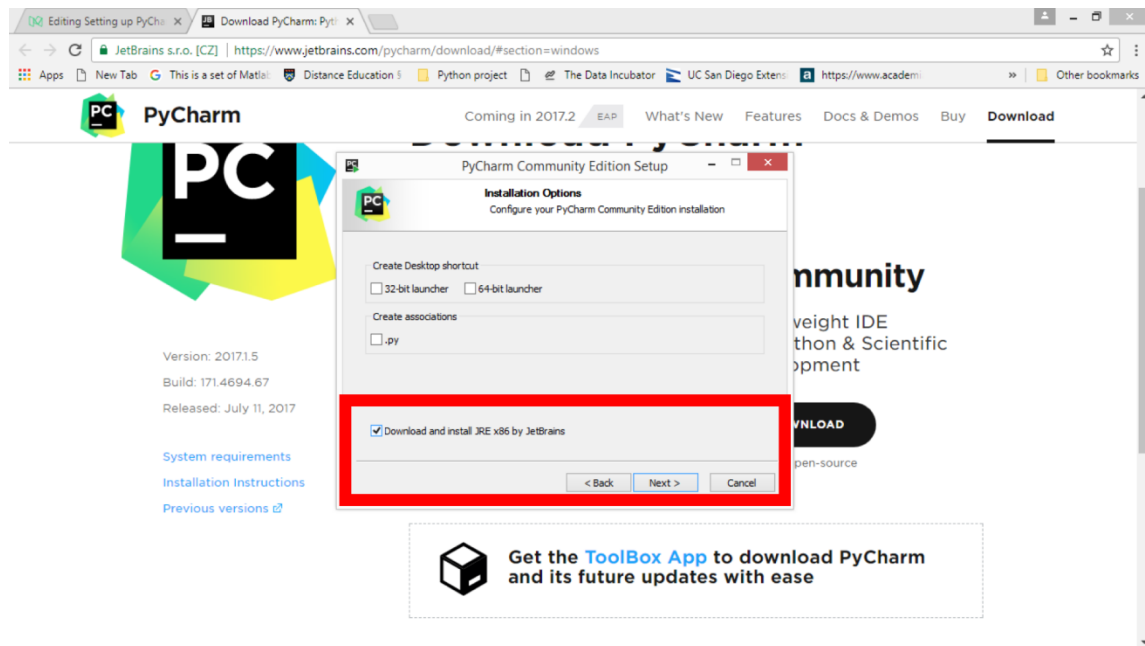 Editing Setting up PyCha
Download PyCharm: Pyth
JetBrains s.r.o. [CZ] | https://www.jetbrains.com/pycharm/download/#section=windows
Apps New Tab This is a set of Matlab Distance Education S Python project The Data Incubator UC San Diego Extens https://www.academi » Other bookmarks
PC PyCharm Coming in 2017.2 EAP What's New Features Docs & Demos Buy Download
Download PyCharm
PC
PyCharm Community Edition Setup
PC
Installation Options
Configure your PyCharm Community Edition installation
Create Desktop shortcut
32-bit launcher 64-bit launcher
Create associations
.py
Download and install JRE x86 by JetBrains
< Back Next > Cancel
mmunity
weight IDE
thon & Scientific
opment
WNLOAD
pen-source
Version: 2017.1.5
Build: 171.4694.67
Released: July 11, 2017
System requirements
Installation Instructions
Previous versions
Get the ToolBox App to download PyCharm
and its future updates with ease